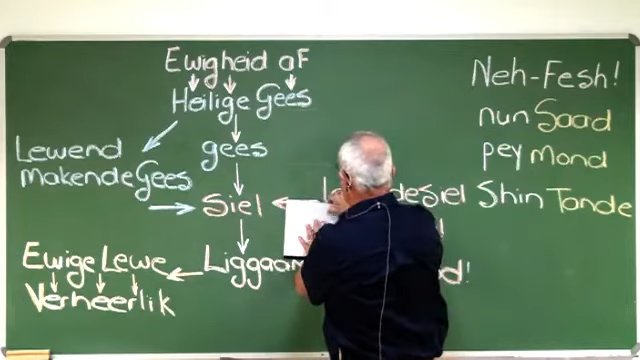 Ewigheid af
Heilige Gees
gees
Lewend
makende Gees
Siel
Liggaam
Ewige Lewe
Verheerlik
Neh-Fesh!
nun Saad
pey Mond
Shin Tande